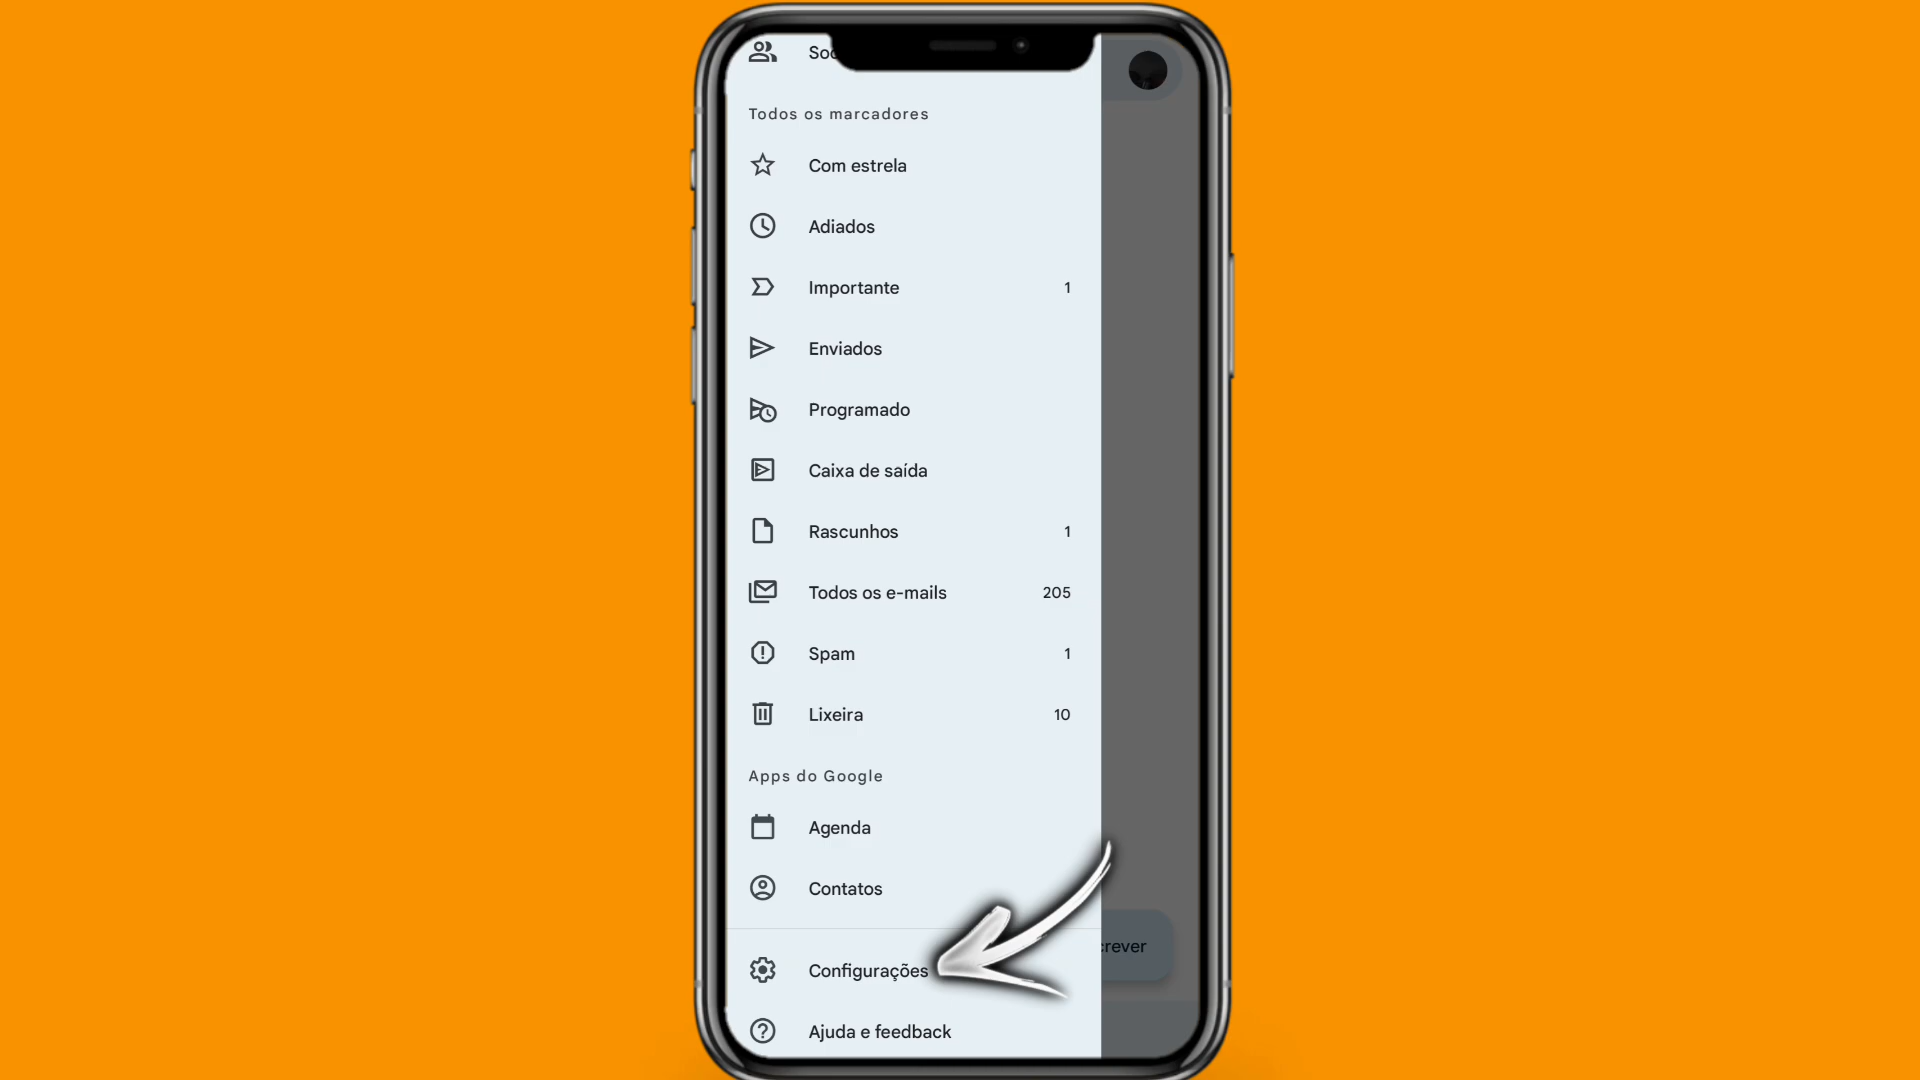 Todos os marcadores
Com estrela
Adiados
Importante 1
Enviados
Programado
Caixa de saída
Rascunhos 1
Todos os e-mails 205
Spam 1
Lixeira 10
Apps do Google
Agenda
Contatos
crever
Configurações
Ajuda e feedback